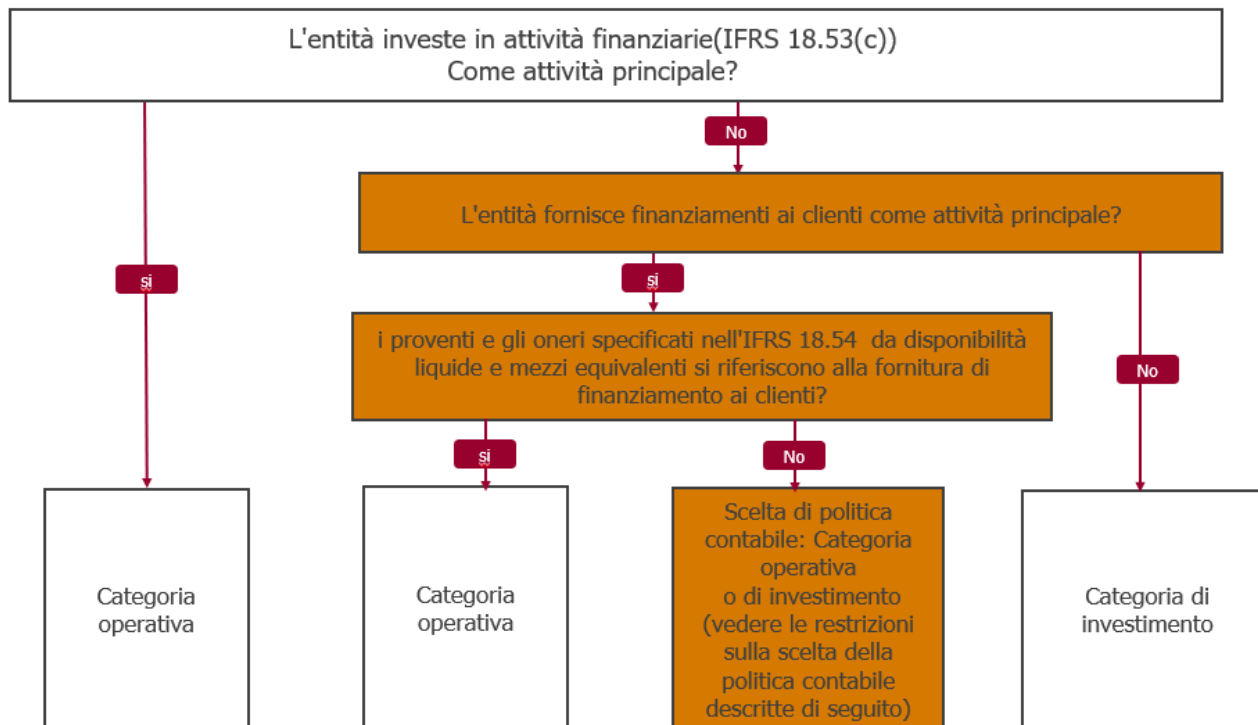 L'entità investe in attività finanziarie(IFRS 18.53(c))
Come attività principale?
No
L'entità fornisce finanziamenti ai clienti come attività principale?
si
si
i proventi e gli oneri specificati nell'IFRS 18.54 da disponibilità
liquide e mezzi equivalenti si riferiscono alla fornitura di
finanziamento ai clienti?
No
si
No
Categoria
operativa
Categoria
operativa
Scelta di politica
contabile: Categoria
operativa
o di investimento
(vedere le restrizioni
sulla scelta della
politica contabile
descritte di seguito)
Categoria di
investimento